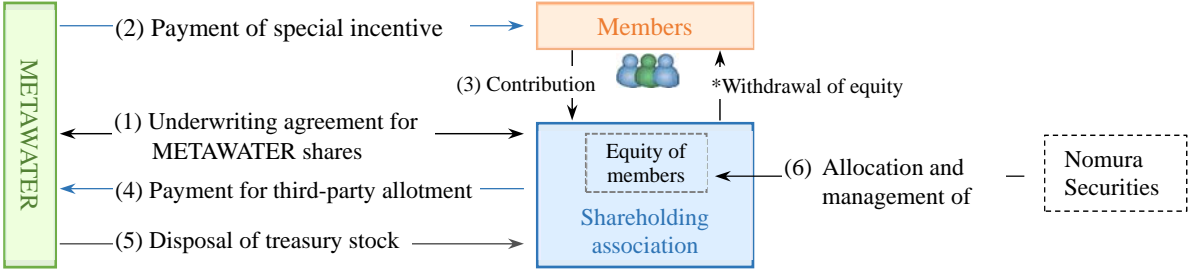 METAWATER
(2) Payment of special incentive
Members
(3) Contribution
*Withdrawal of equity
(1) Underwriting agreement for
METAWATER shares
Equity of
members
(6) Allocation and
management of
Nomura
Securities
(4) Payment for third-party allotment
Shareholding
association
(5) Disposal of treasury stock